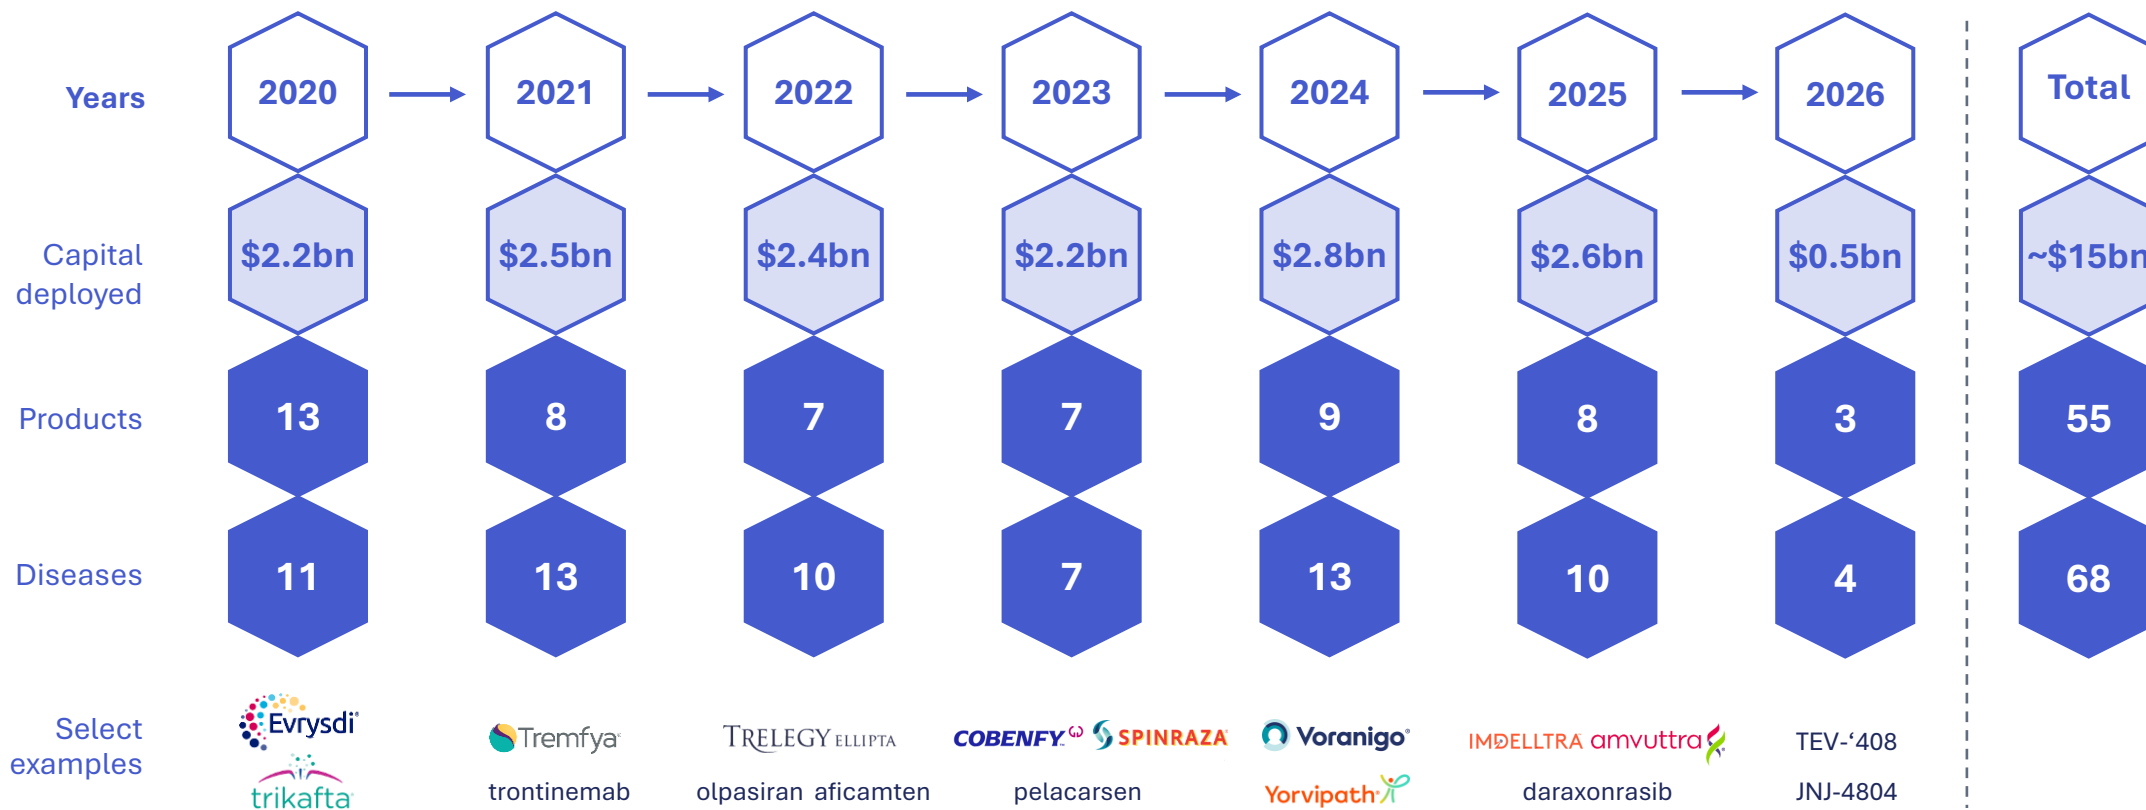 Years 2020 2021 2022 2023 2024 2025 2026 Total
Capital deployed $2.2bn $2.5bn $2.4bn $2.2bn $2.8bn $2.6bn $0.5bn ~$15bn
Products 13 8 7 7 9 8 3 55
Diseases 11 13 10 7 13 10 4 68
Select examples
Evrysdi
trikafta
Tremfya
trontinemab
TRELEGY ELLIPTA
olpasiran aficamten
COBENFY SPINRAZA
pelacarsen
Voranigo
Yorvipath
IMDELLTRA amvuttra
daraxonrasib
TEV-‘408
JNJ-4804